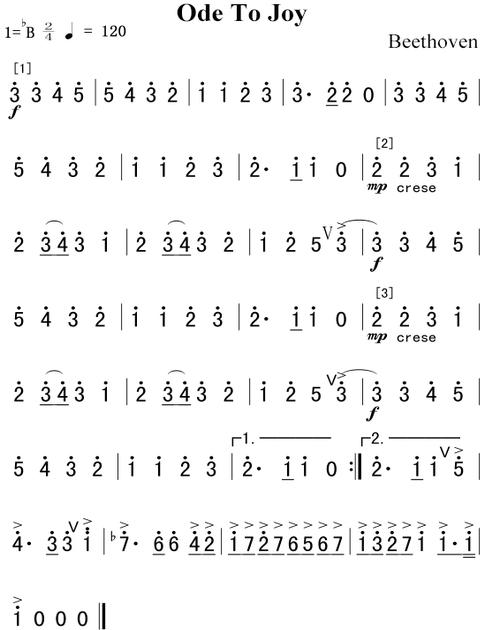 Ode To Joy
1=♭B 2/4 ♩ = 120
Beethoven
[1]
3 3 4 5 | 5 4 3 2 | 1 1 2 3 | 3· 2 2 0 | 3 3 4 5 |
f
[2]
5 4 3 2 | 1 1 2 3 | 2· 1 1 0 | 2 2 3 1 |
mp crese
2 3 4 3 1 | 2 3 4 3 2 | 1 2 5 V > 3 | 3 3 4 5 |
f
[3]
5 4 3 2 | 1 1 2 3 | 2· 1 1 0 | 2 2 3 1 |
mp crese
2 3 4 3 1 | 2 3 4 3 2 | 1 2 5 V > 3 | 3 3 4 5 |
f
1. 2.
5 4 3 2 | 1 1 2 3 | 2· 1 1 0 :| 2· 1 1 V > 5 |
4· 3 3 V 1 | ♭7· 6 6 4 2 | 1 7 2 7 6 5 6 7 | 1 3 2 7 1 1· 1 |
1 0 0 0 ‖